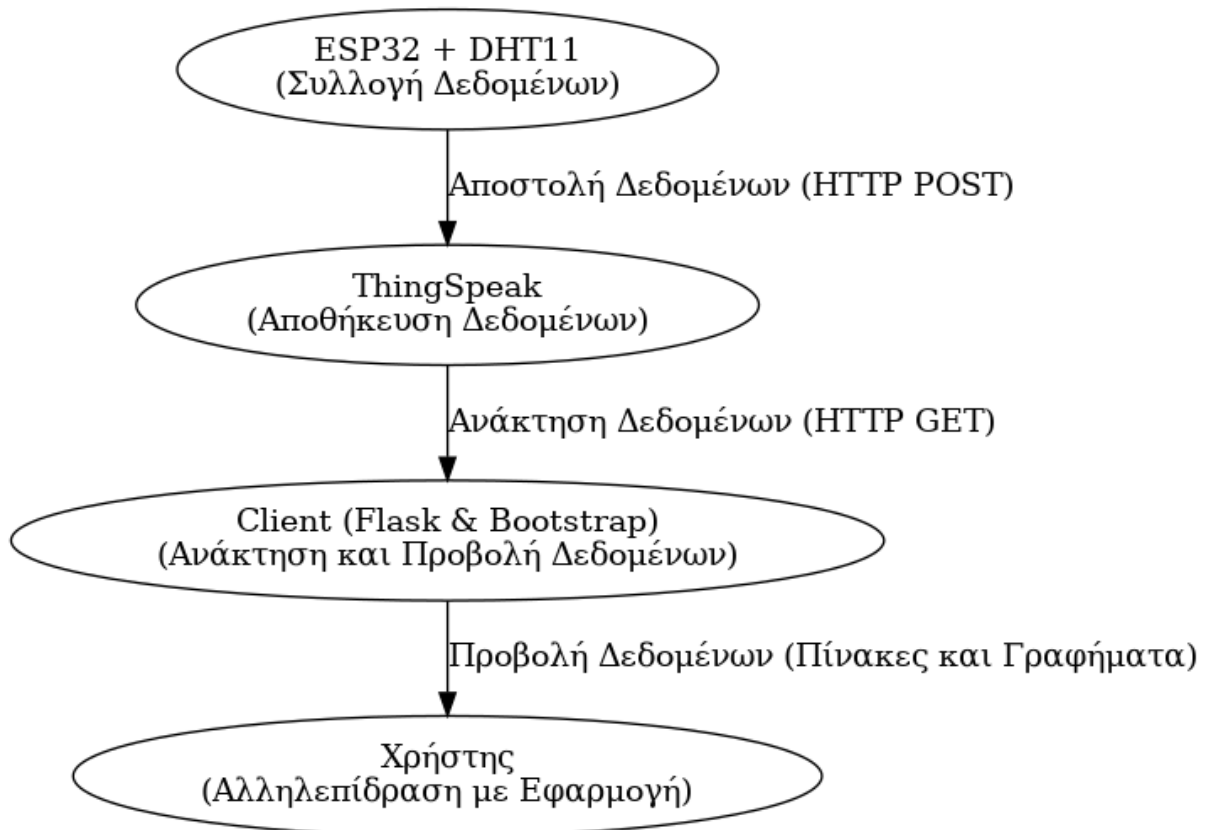 ESP32 + DHT11
(Συλλογή Δεδομένων)
Αποστολή Δεδομένων (HTTP POST)
ThingSpeak
(Αποθήκευση Δεδομένων)
Ανάκτηση Δεδομένων (HTTP GET)
Client (Flask & Bootstrap)
(Ανάκτηση και Προβολή Δεδομένων)
Προβολή Δεδομένων (Πίνακες και Γραφήματα)
Χρήστης
(Αλληλεπίδραση με Εφαρμογή)